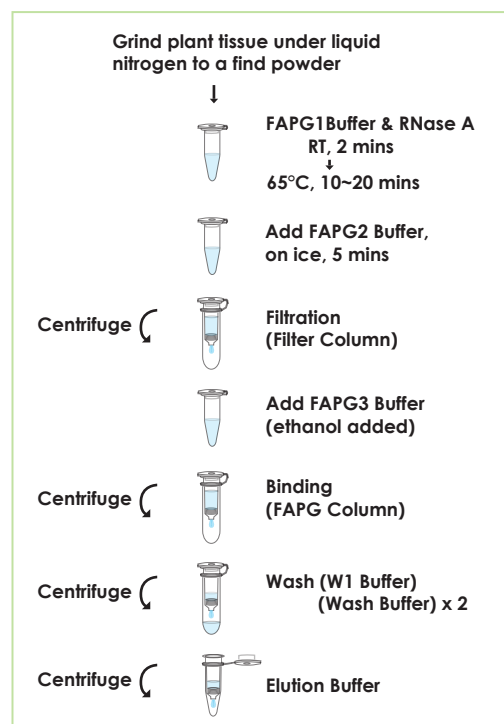 Grind plant tissue under liquid
nitrogen to a find powder
FAPG1Buffer & RNase A
RT, 2 mins
65°C, 10~20 mins
Add FAPG2 Buffer,
on ice, 5 mins
Centrifuge
Filtration
(Filter Column)
Add FAPG3 Buffer
(ethanol added)
Centrifuge
Binding
(FAPG Column)
Centrifuge
Wash (W1 Buffer)
(Wash Buffer) x 2
Centrifuge
Elution Buffer